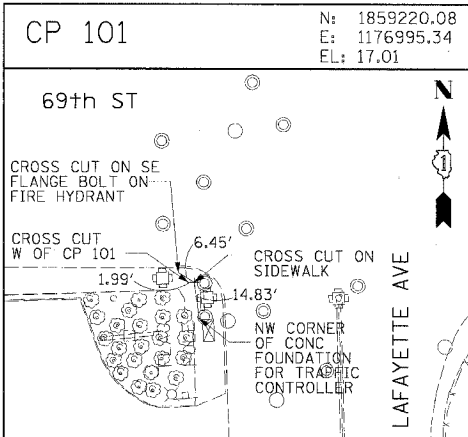 CP 101
N: 1859220.08
E: 1176995.34
EL: 17.01
69th ST
N
CROSS CUT ON SE
FLANGE BOLT ON
FIRE HYDRANT
CROSS CUT
W OF CP 101
6.45'
CROSS CUT ON
SIDEWALK
1.99'
14.83'
NW CORNER
OF CONC
FOUNDATION
FOR TRAFFIC
CONTROLLER
LAFAYETTE AVE